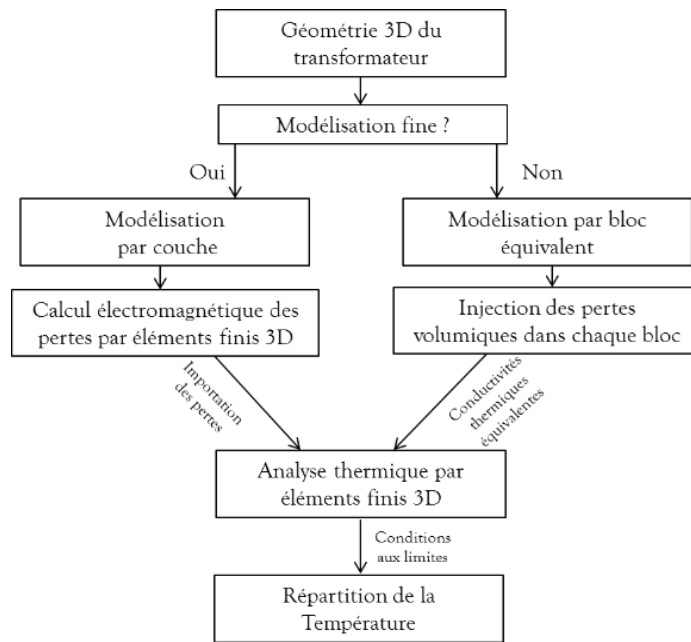 Géométrie 3D du
transformateur
Modélisation fine ?
Oui
Non
Modélisation
par couche
Modélisation par bloc
équivalent
Calcul électromagnétique des
pertes par éléments finis 3D
Injection des pertes
volumiques dans chaque bloc
Importation
des pertes
Conductivités
thermiques
équivalentes
Analyse thermique par
éléments finis 3D
Conditions
aux limites
Répartition de la
Température